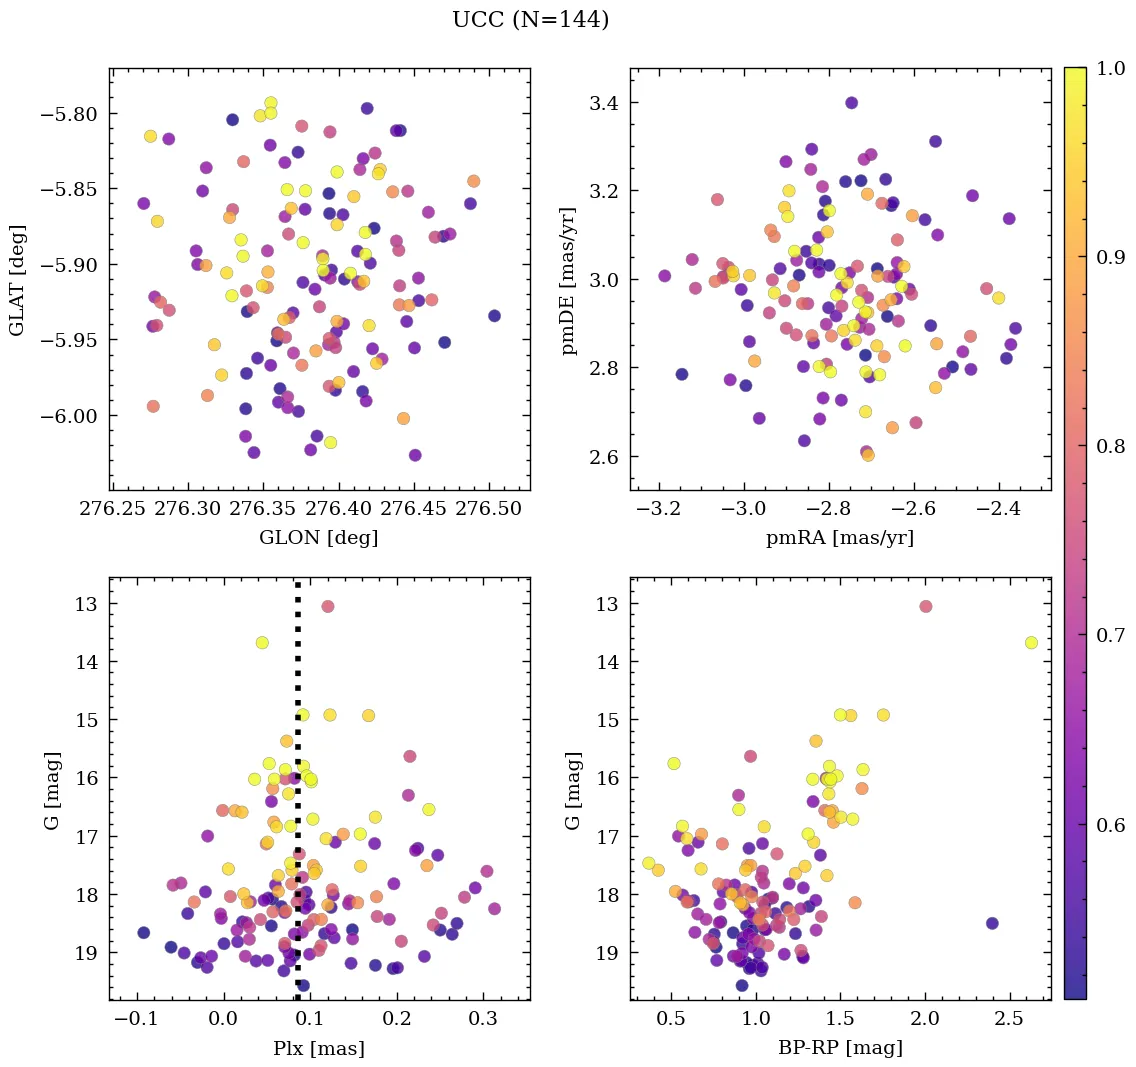 UCC (N=144)
−5.80
−5.85
−5.90
−5.95
−6.00
GLAT [deg]
276.25 276.30 276.35 276.40 276.45 276.50
GLON [deg]
3.4
3.2
3.0
2.8
2.6
pmDE [mas/yr]
−3.2 −3.0 −2.8 −2.6 −2.4
pmRA [mas/yr]
13
14
15
16
17
18
19
G [mag]
−0.1 0.0 0.1 0.2 0.3
Plx [mas]
13
14
15
16
17
18
19
G [mag]
0.5 1.0 1.5 2.0 2.5
BP-RP [mag]
1.0
0.9
0.8
0.7
0.6